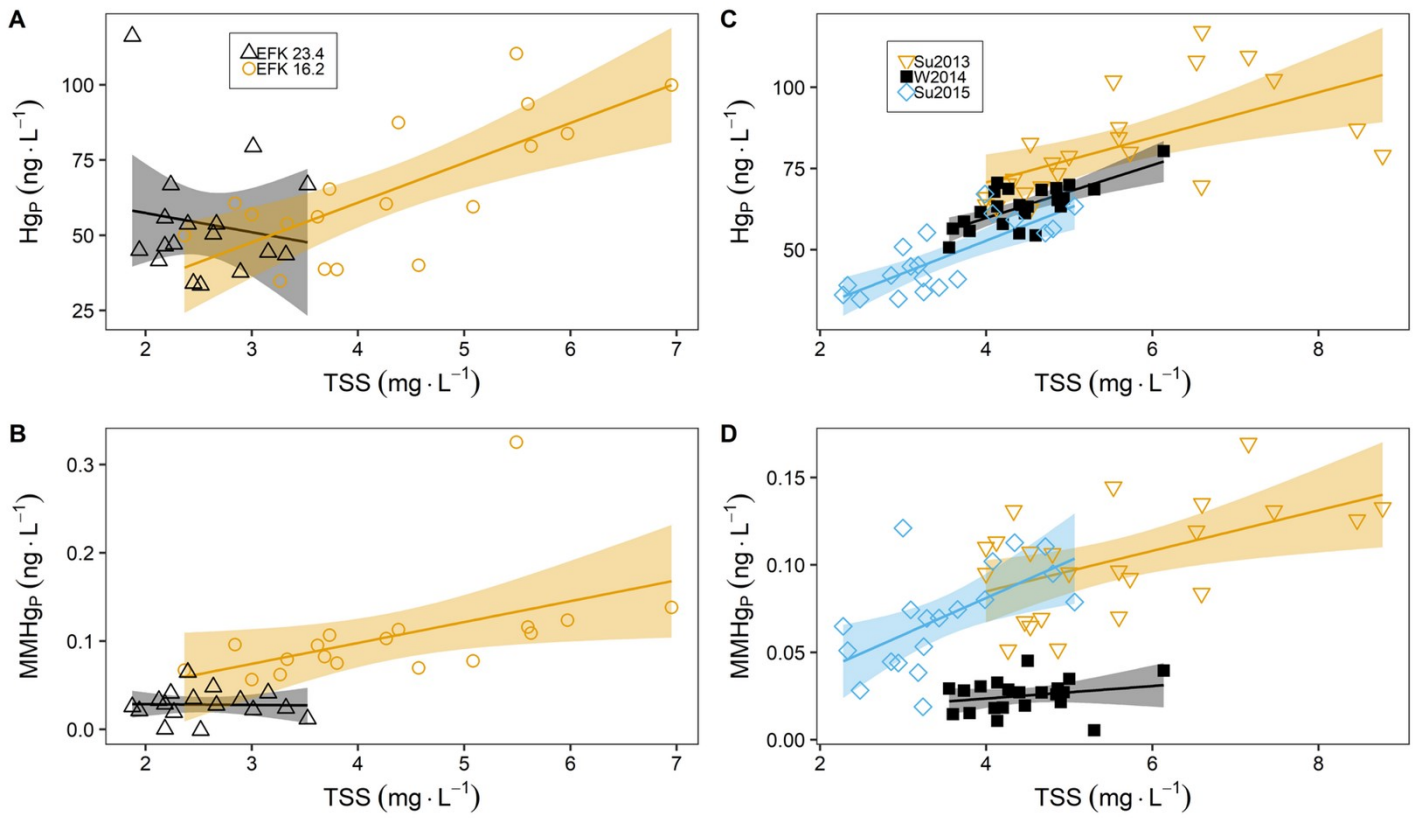 A
EFK 23.4
EFK 16.2
100
75
50
25
Hg_P (ng · L⁻¹)
2 3 4 5 6 7
TSS (mg · L⁻¹)
C
Su2013
W2014
Su2015
100
75
50
Hg_P (ng · L⁻¹)
2 4 6 8
TSS (mg · L⁻¹)
B
0.3
0.2
0.1
0.0
MMHg_P (ng · L⁻¹)
2 3 4 5 6 7
TSS (mg · L⁻¹)
D
0.15
0.10
0.05
0.00
MMHg_P (ng · L⁻¹)
2 4 6 8
TSS (mg · L⁻¹)